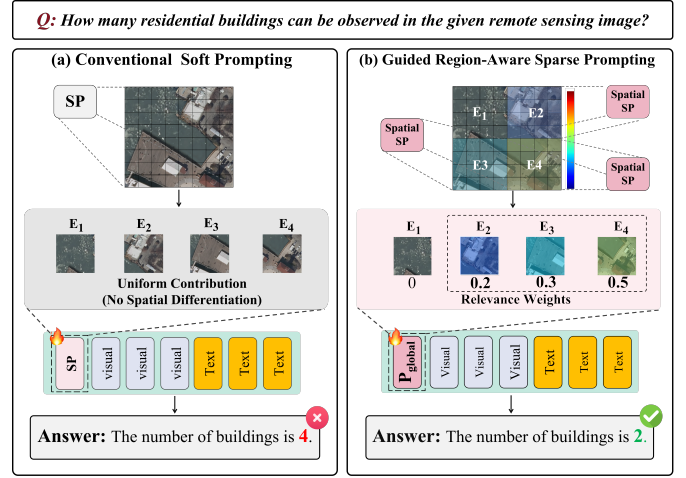 Q: How many residential buildings can be observed in the given remote sensing image?
(a) Conventional Soft Prompting
SP
E1 E2 E3 E4
Uniform Contribution
(No Spatial Differentiation)
SP visual visual visual Text Text Text
Answer: The number of buildings is 4.
(b) Guided Region-Aware Sparse Prompting
E1 E2
E3 E4
Spatial
SP
Spatial
SP
Spatial
SP
E1 E2 E3 E4
0 0.2 0.3 0.5
Relevance Weights
Pglobal Visual Visual Visual Text Text Text
Answer: The number of buildings is 2.